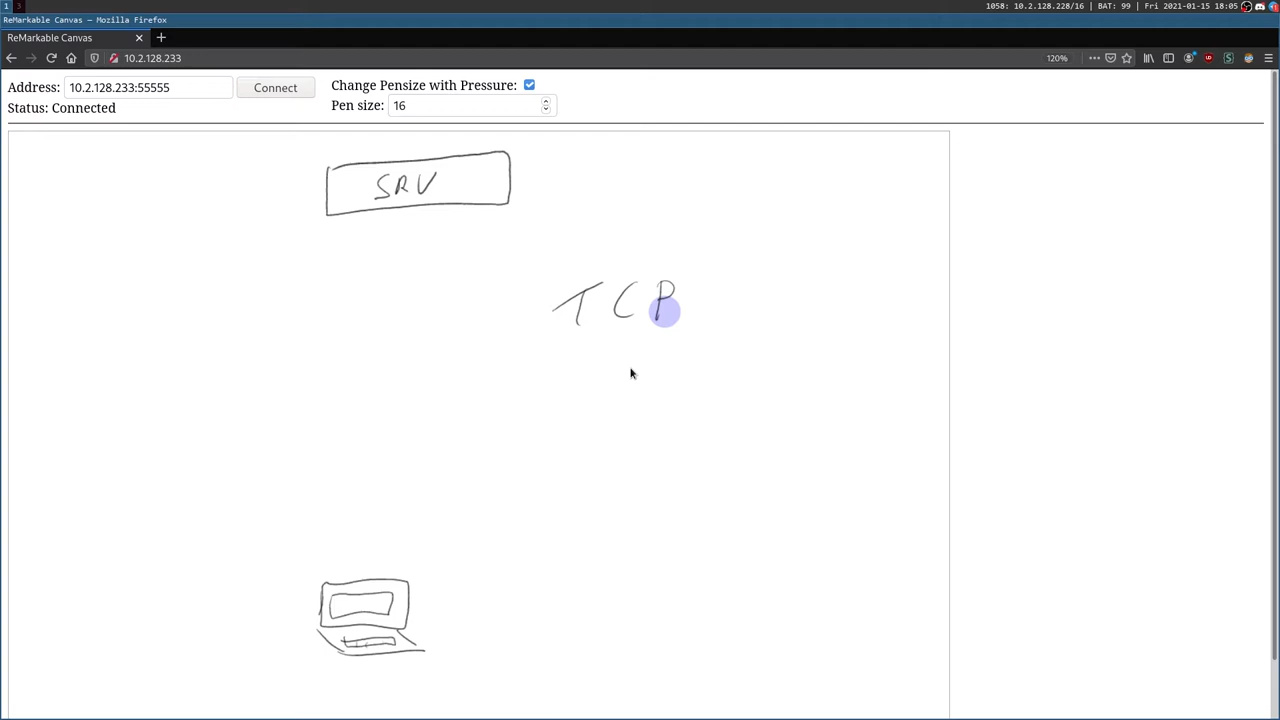 1 3 1058: 10.2.128.228/16 | BAT: 99 | Fri 2021-01-15 18:05
ReMarkable Canvas — Mozilla Firefox
ReMarkable Canvas
10.2.128.233 120%
Address: 10.2.128.233:55555 Connect Change Pensize with Pressure:
Status: Connected Pen size: 16
SRV
TCP